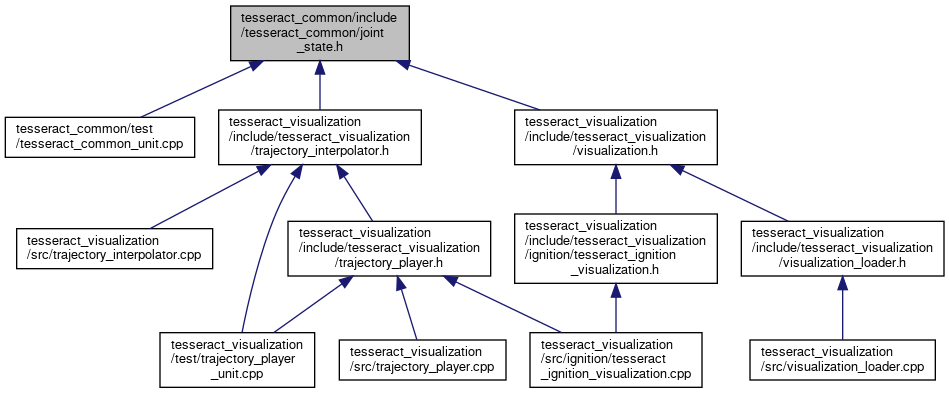 tesseract_common/include
/tesseract_common/joint
_state.h
tesseract_common/test
/tesseract_common_unit.cpp
tesseract_visualization
/include/tesseract_visualization
/trajectory_interpolator.h
tesseract_visualization
/include/tesseract_visualization
/visualization.h
tesseract_visualization
/src/trajectory_interpolator.cpp
tesseract_visualization
/include/tesseract_visualization
/trajectory_player.h
tesseract_visualization
/include/tesseract_visualization
/ignition/tesseract_ignition
_visualization.h
tesseract_visualization
/include/tesseract_visualization
/visualization_loader.h
tesseract_visualization
/test/trajectory_player
_unit.cpp
tesseract_visualization
/src/trajectory_player.cpp
tesseract_visualization
/src/ignition/tesseract
_ignition_visualization.cpp
tesseract_visualization
/src/visualization_loader.cpp